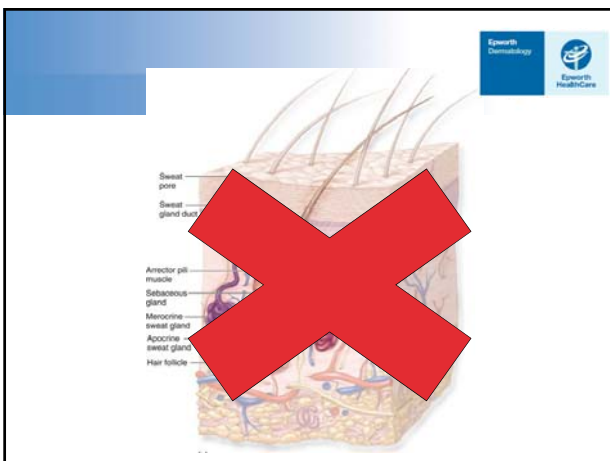 Epworth
Dermatology
Epworth
HealthCare
Sweat
pore
Sweat
gland duct
Arrector pili
muscle
Sebaceous
gland
Merocrine
sweat gland
Apocrine
sweat gland
Hair follicle